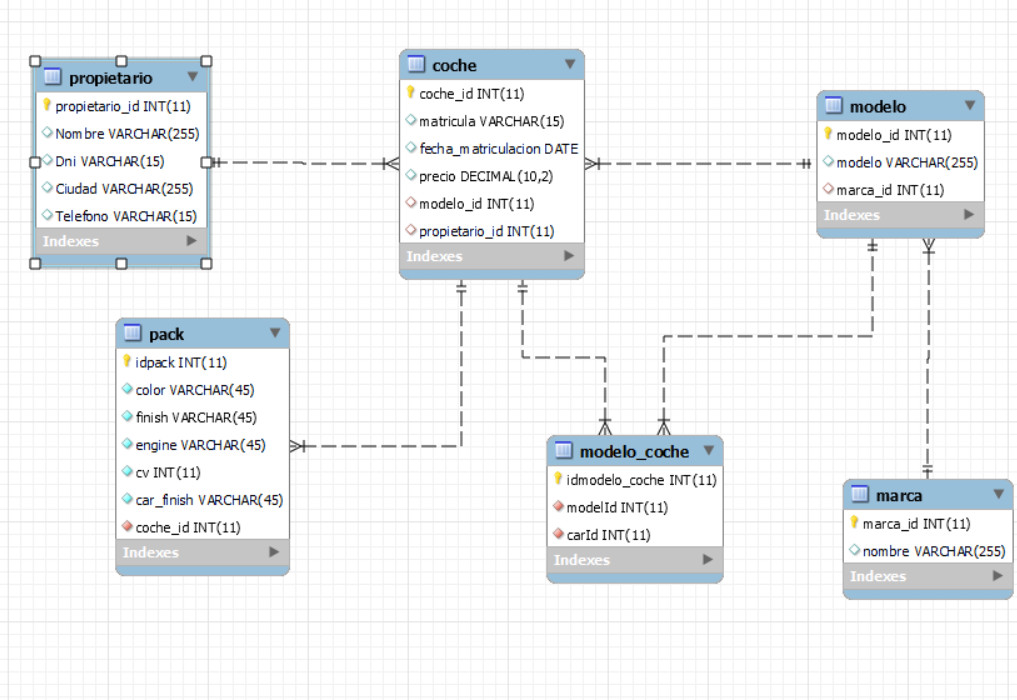 propietario
propietario_id INT(11)
Nombre VARCHAR(255)
Dni VARCHAR(15)
Ciudad VARCHAR(255)
Telefono VARCHAR(15)
Indexes
coche
coche_id INT(11)
matricula VARCHAR(15)
fecha_matriculacion DATE
precio DECIMAL(10,2)
modelo_id INT(11)
propietario_id INT(11)
Indexes
modelo
modelo_id INT(11)
modelo VARCHAR(255)
marca_id INT(11)
Indexes
pack
idpack INT(11)
color VARCHAR(45)
finish VARCHAR(45)
engine VARCHAR(45)
cv INT(11)
car_finish VARCHAR(45)
coche_id INT(11)
Indexes
modelo_coche
idmodelo_coche INT(11)
modelId INT(11)
carId INT(11)
Indexes
marca
marca_id INT(11)
nombre VARCHAR(255)
Indexes